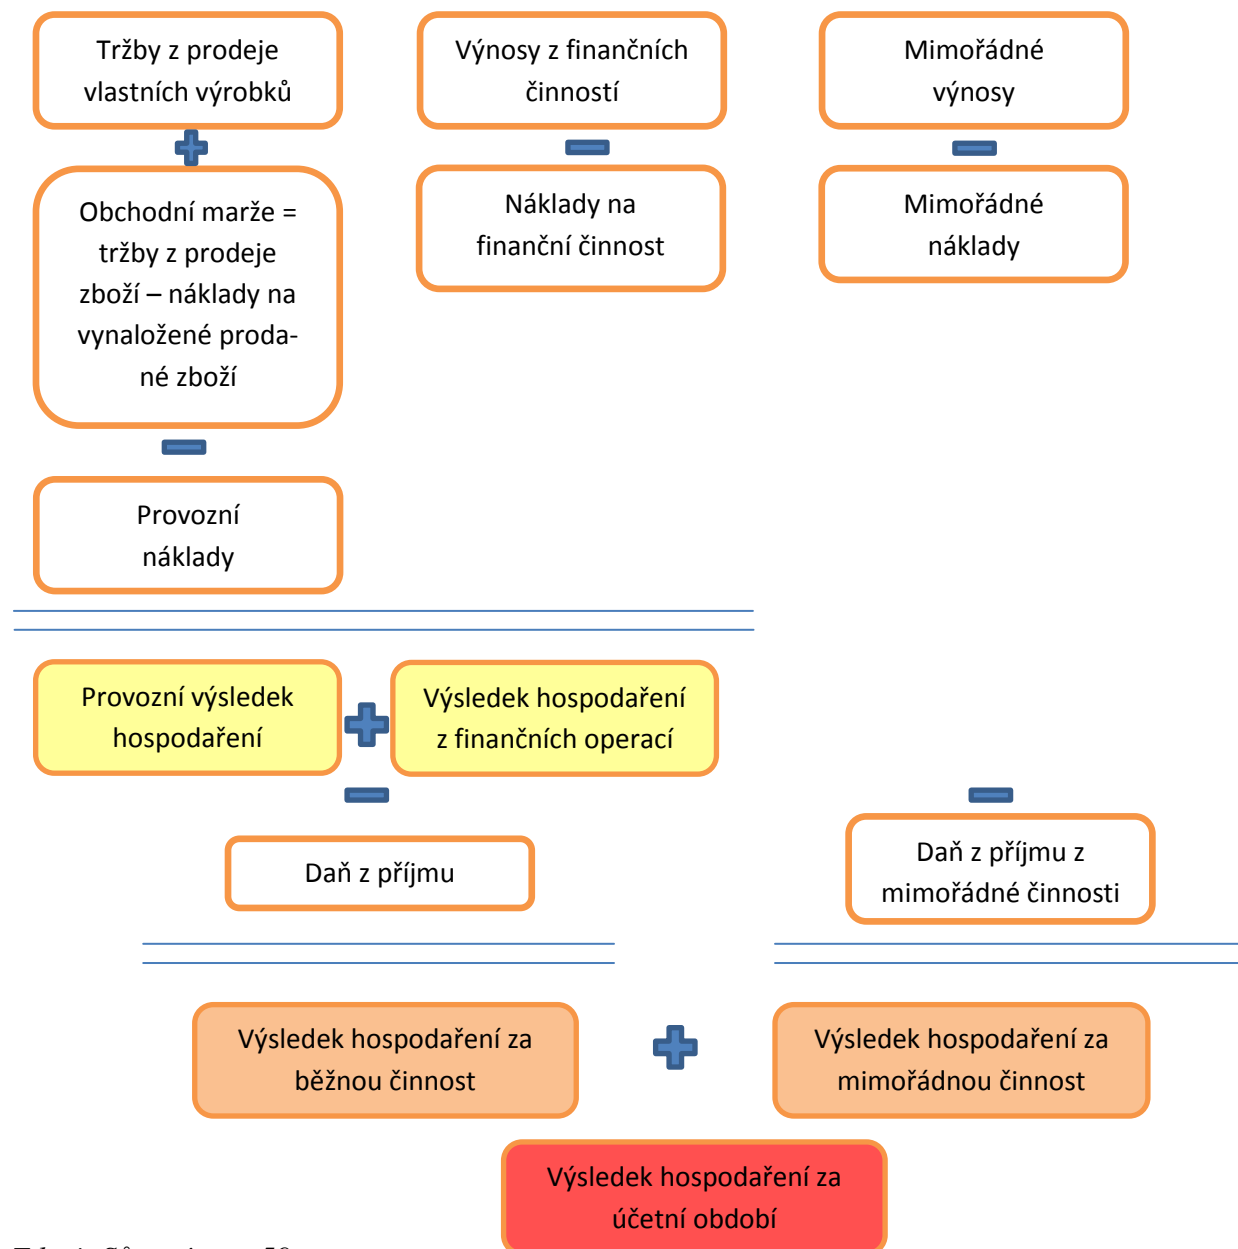 Tržby z prodeje
vlastních výrobků
Výnosy z finančních
činností
Mimořádné
výnosy
Obchodní marže =
tržby z prodeje
zboží – náklady na
vynaložené proda-
né zboží
Náklady na
finanční činnost
Mimořádné
náklady
Provozní
náklady
Provozní výsledek
hospodaření
Výsledek hospodaření
z finančních operací
Daň z příjmu
Daň z příjmu z
mimořádné činnosti
Výsledek hospodaření za
běžnou činnost
Výsledek hospodaření za
mimořádnou činnost
Výsledek hospodaření za
účetní období